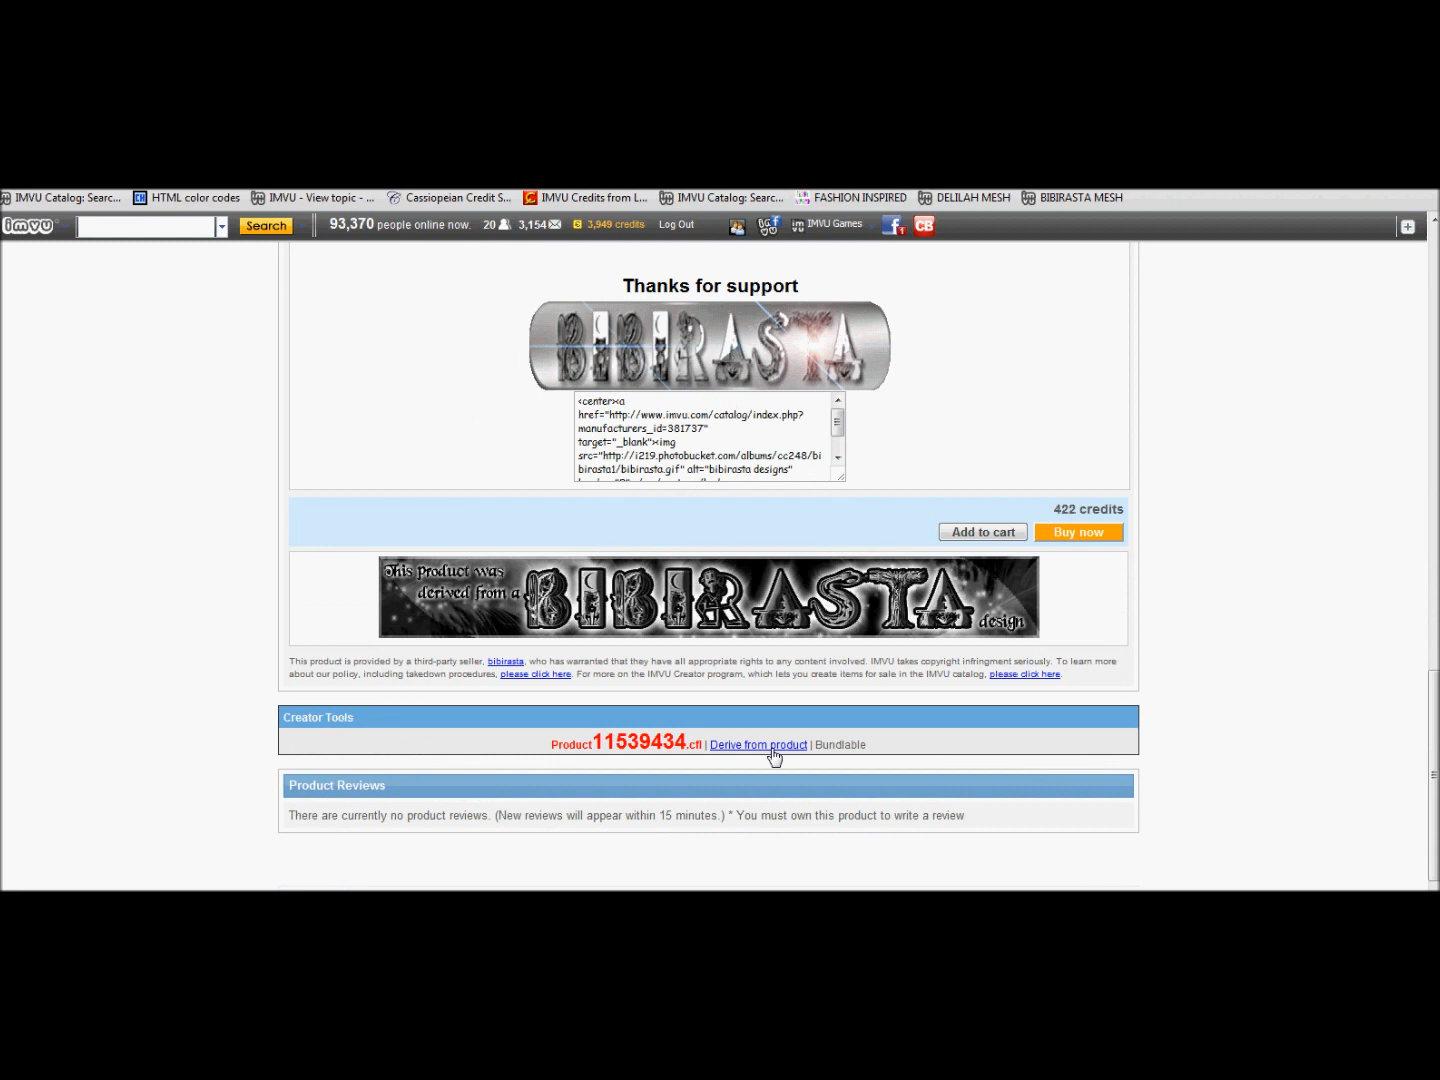 IMVU Catalog: Searc... HTML color codes IMVU - View topic - ... Cassiopeian Credit S... IMVU Credits from L... IMVU Catalog: Searc... FASHION INSPIRED DELILAH MESH BIBIRASTA MESH
imvu Search 93,370 people online now. 20 3,154 3,949 credits Log Out IMVU Games 1 CB
Thanks for support
BIBIRASTA
<center><a
href="http://www.imvu.com/catalog/index.php?
manufacturers_id=381737"
target="_blank"><img
src="http://i219.photobucket.com/albums/cc248/bi
birasta1/bibirasta.gif" alt="bibirasta designs"
422 credits
Add to cart Buy now
This product was
derived from a BIBIRASTA design
This product is provided by a third-party seller, bibirasta, who has warranted that they have all appropriate rights to any content involved. IMVU takes copyright infringment seriously. To learn more
about our policy, including takedown procedures, please click here. For more on the IMVU Creator program, which lets you create items for sale in the IMVU catalog, please click here.
Creator Tools
Product11539434.cfl | Derive from product | Bundlable
Product Reviews
There are currently no product reviews. (New reviews will appear within 15 minutes.) * You must own this product to write a review